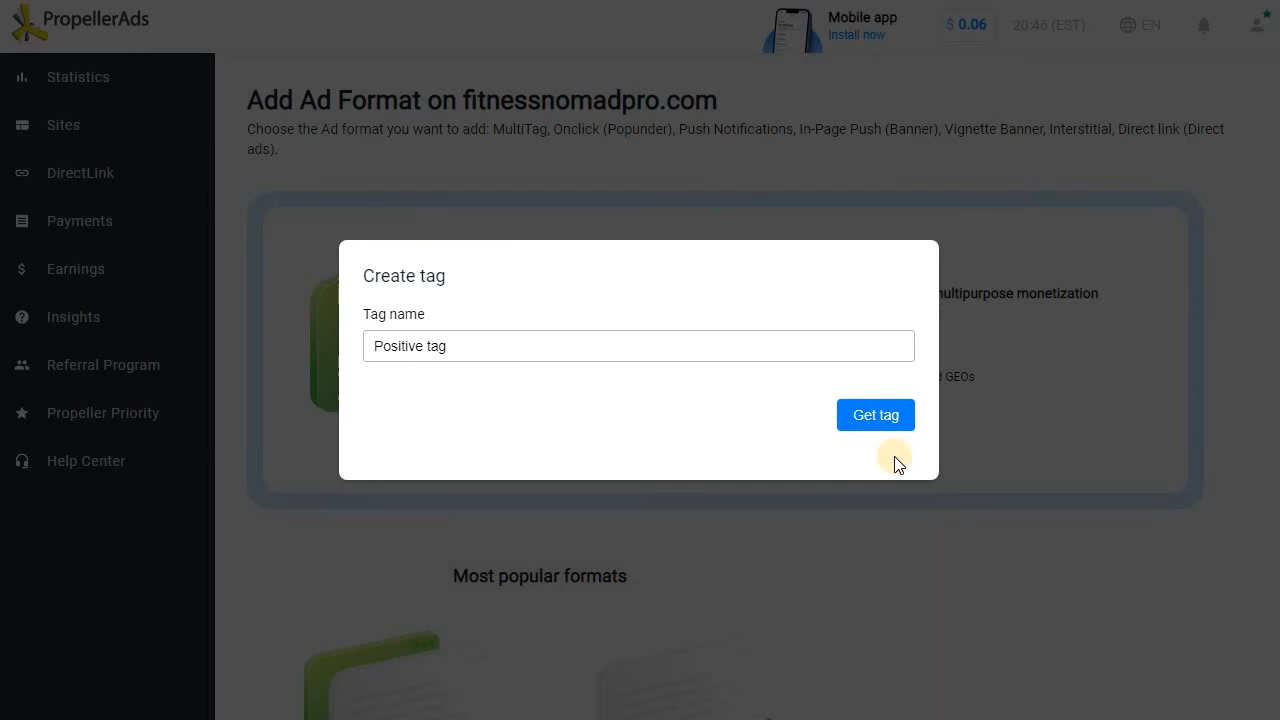 PropellerAds
Mobile app
Install now
$ 0.06
20:46 (EST)
EN
Statistics
Sites
DirectLink
Payments
Earnings
Insights
Referral Program
Propeller Priority
Help Center
Add Ad Format on fitnessnomadpro.com
Choose the Ad format you want to add: MultiTag, Onclick (Popunder), Push Notifications, In-Page Push (Banner), Vignette Banner, Interstitial, Direct link (Direct
ads).
multipurpose monetization
GEOs
Create tag
Tag name
Positive tag
Get tag
Most popular formats